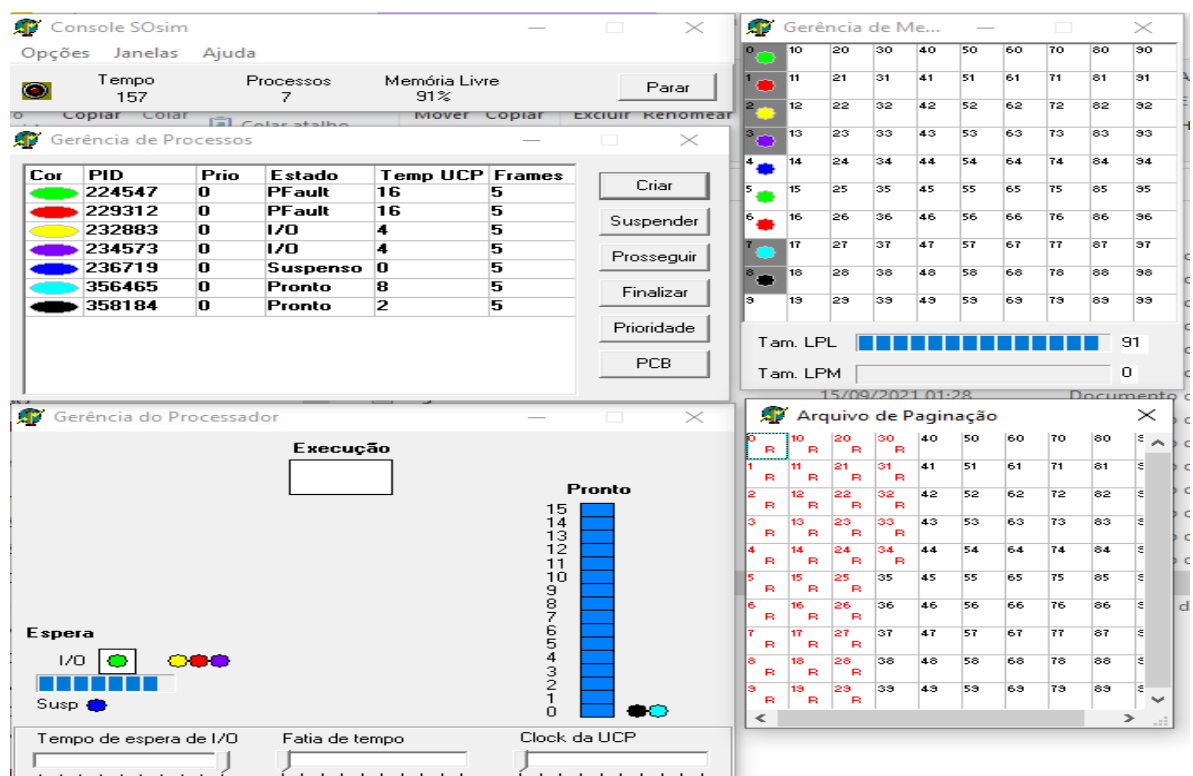 Console SOsim
Opções Janelas Ajuda
Tempo Processos Memória Livre
157 7 91% Parar
Copiar Colar Colar atalho Mover Copiar Excluir Renomear
Gerência de Processos
Cor PID Prio Estado Temp UCP Frames
224547 0 PFault 16 5
229312 0 PFault 16 5
232883 0 I/O 4 5
234573 0 I/O 4 5
236719 0 Suspenso 0 5
356465 0 Pronto 8 5
358184 0 Pronto 2 5
Criar
Suspender
Prosseguir
Finalizar
Prioridade
PCB
Gerência do Processador
Execução
Pronto
15
14
13
12
11
10
9
8
7
6
5
4
3
2
1
0
Espera
I/O
Susp
Tempo de espera de I/O Fatia de tempo Clock da UCP
Gerência de Me...
0 10 20 30 40 50 60 70 80 90
1 11 21 31 41 51 61 71 81 91
2 12 22 32 42 52 62 72 82 92
3 13 23 33 43 53 63 73 83 93
4 14 24 34 44 54 64 74 84 94
5 15 25 35 45 55 65 75 85 95
6 16 26 36 46 56 66 76 86 96
7 17 27 37 47 57 67 77 87 97
8 18 28 38 48 58 68 78 88 98
9 19 29 39 49 59 69 79 89 99
Tam. LPL 91
Tam. LPM 0
15/09/2021 01:28 Documento
Arquivo de Paginação
0 R 10 R 20 R 30 R 40 50 60 70 80
1 R 11 R 21 R 31 R 41 51 61 71 81
2 R 12 R 22 R 32 R 42 52 62 72 82
3 R 13 R 23 R 33 R 43 53 63 73 83
4 R 14 R 24 R 34 R 44 54 64 74 84
5 R 15 R 25 R 35 45 55 65 75 85
6 R 16 R 26 R 36 46 56 66 76 86
7 R 17 R 27 R 37 47 57 67 77 87
8 R 18 R 28 R 38 48 58 68 78 88
9 R 19 R 29 R 39 49 59 69 79 89